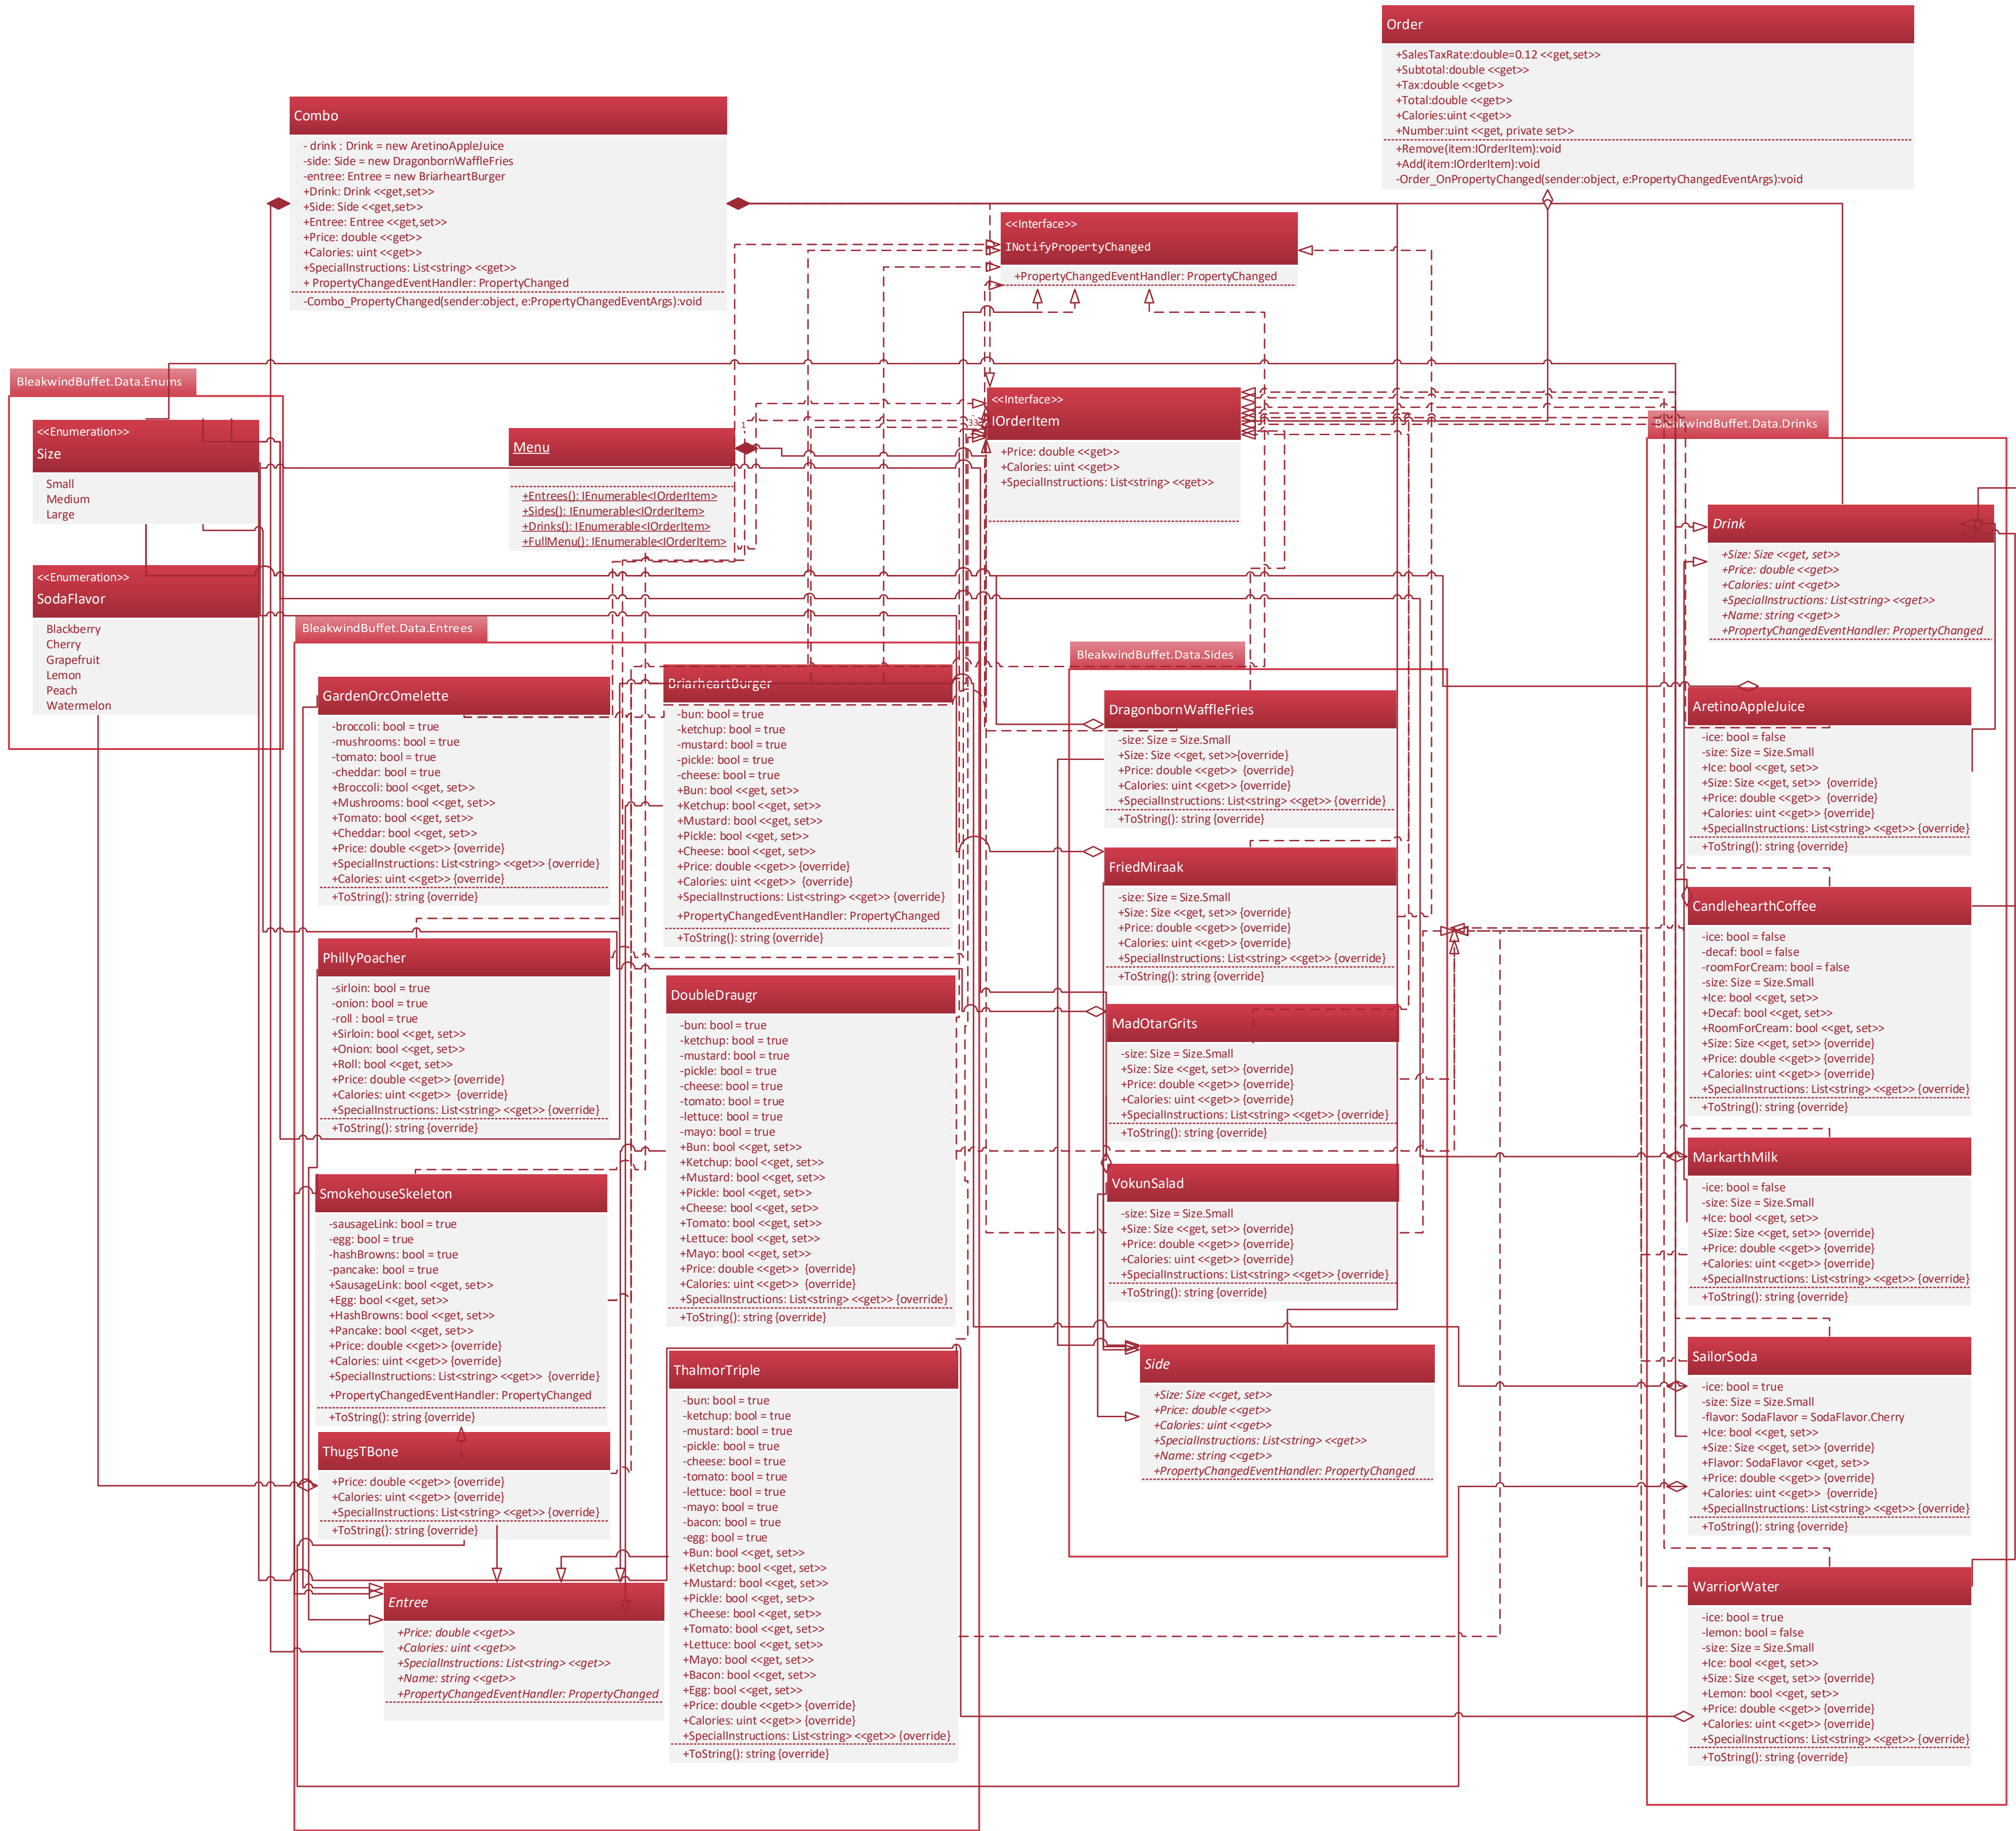 Order
+SalesTaxRate:double=0.12 <<get,set>>
+Subtotal:double <<get>>
+Tax:double <<get>>
+Total:double <<get>>
+Calories:uint <<get>>
+Number:uint <<get, private set>>
+Remove(item:IOrderItem):void
+Add(item:IOrderItem):void
-Order_OnPropertyChanged(sender:object, e:PropertyChangedEventArgs):void
Combo
- drink : Drink = new AretinoAppleJuice
-side: Side = new DragonbornWaffleFries
-entree: Entree = new BriarheartBurger
+Drink: Drink <<get,set>>
+Side: Side <<get,set>>
+Entree: Entree <<get,set>>
+Price: double <<get>>
+Calories: uint <<get>>
+SpecialInstructions: List<string> <<get>>
+ PropertyChangedEventHandler: PropertyChanged
-Combo_PropertyChanged(sender:object, e:PropertyChangedEventArgs):void
<<Interface>>
INotifyPropertyChanged
+PropertyChangedEventHandler: PropertyChanged
BleakwindBuffet.Data.Enums
<<Enumeration>>
Size
Small
Medium
Large
<<Enumeration>>
SodaFlavor
Blackberry
Cherry
Grapefruit
Lemon
Peach
Watermelon
Menu
+Entrees(): IEnumerable<IOrderItem>
+Sides(): IEnumerable<IOrderItem>
+Drinks(): IEnumerable<IOrderItem>
+FullMenu(): IEnumerable<IOrderItem>
1
33
<<Interface>>
IOrderItem
+Price: double <<get>>
+Calories: uint <<get>>
+SpecialInstructions: List<string> <<get>>
BleakwindBuffet.Data.Entrees
GardenOrcOmelette
-broccoli: bool = true
-mushrooms: bool = true
-tomato: bool = true
-cheddar: bool = true
+Broccoli: bool <<get, set>>
+Mushrooms: bool <<get, set>>
+Tomato: bool <<get, set>>
+Cheddar: bool <<get, set>>
+Price: double <<get>> {override}
+SpecialInstructions: List<string> <<get>> {override}
+Calories: uint <<get>> {override}
+ToString(): string {override}
PhillyPoacher
-sirloin: bool = true
-onion: bool = true
-roll : bool = true
+Sirloin: bool <<get, set>>
+Onion: bool <<get, set>>
+Roll: bool <<get, set>>
+Price: double <<get>> {override}
+Calories: uint <<get>>  {override}
+SpecialInstructions: List<string> <<get>> {override}
+ToString(): string {override}
SmokehouseSkeleton
-sausageLink: bool = true
-egg: bool = true
-hashBrowns: bool = true
-pancake: bool = true
+SausageLink: bool <<get, set>>
+Egg: bool <<get, set>>
+HashBrowns: bool <<get, set>>
+Pancake: bool <<get, set>>
+Price: double <<get>> {override}
+Calories: uint <<get>> {override}
+SpecialInstructions: List<string> <<get>>  {override}
+PropertyChangedEventHandler: PropertyChanged
+ToString(): string {override}
ThugsTBone
+Price: double <<get>> {override}
+Calories: uint <<get>> {override}
+SpecialInstructions: List<string> <<get>> {override}
+ToString(): string {override}
Entree
+Price: double <<get>>
+Calories: uint <<get>>
+SpecialInstructions: List<string> <<get>>
+Name: string <<get>>
+PropertyChangedEventHandler: PropertyChanged
BriarheartBurger
-bun: bool = true
-ketchup: bool = true
-mustard: bool = true
-pickle: bool = true
-cheese: bool = true
+Bun: bool <<get, set>>
+Ketchup: bool <<get, set>>
+Mustard: bool <<get, set>>
+Pickle: bool <<get, set>>
+Cheese: bool <<get, set>>
+Price: double <<get>> {override}
+Calories: uint <<get>>  {override}
+SpecialInstructions: List<string> <<get>> {override}
+PropertyChangedEventHandler: PropertyChanged
+ToString(): string {override}
DoubleDraugr
-bun: bool = true
-ketchup: bool = true
-mustard: bool = true
-pickle: bool = true
-cheese: bool = true
-tomato: bool = true
-lettuce: bool = true
-mayo: bool = true
+Bun: bool <<get, set>>
+Ketchup: bool <<get, set>>
+Mustard: bool <<get, set>>
+Pickle: bool <<get, set>>
+Cheese: bool <<get, set>>
+Tomato: bool <<get, set>>
+Lettuce: bool <<get, set>>
+Mayo: bool <<get, set>>
+Price: double <<get>>  {override}
+Calories: uint <<get>>  {override}
+SpecialInstructions: List<string> <<get>> {override}
+ToString(): string {override}
ThalmorTriple
-bun: bool = true
-ketchup: bool = true
-mustard: bool = true
-pickle: bool = true
-cheese: bool = true
-tomato: bool = true
-lettuce: bool = true
-mayo: bool = true
-bacon: bool = true
-egg: bool = true
+Bun: bool <<get, set>>
+Ketchup: bool <<get, set>>
+Mustard: bool <<get, set>>
+Pickle: bool <<get, set>>
+Cheese: bool <<get, set>>
+Tomato: bool <<get, set>>
+Lettuce: bool <<get, set>>
+Mayo: bool <<get, set>>
+Bacon: bool <<get, set>>
+Egg: bool <<get, set>>
+Price: double <<get>> {override}
+Calories: uint <<get>> {override}
+SpecialInstructions: List<string> <<get>> {override}
+ToString(): string {override}
BleakwindBuffet.Data.Sides
DragonbornWaffleFries
-size: Size = Size.Small
+Size: Size <<get, set>>{override}
+Price: double <<get>>  {override}
+Calories: uint <<get>> {override}
+SpecialInstructions: List<string> <<get>> {override}
+ToString(): string {override}
FriedMiraak
-size: Size = Size.Small
+Size: Size <<get, set>> {override}
+Price: double <<get>> {override}
+Calories: uint <<get>> {override}
+SpecialInstructions: List<string> <<get>> {override}
+ToString(): string {override}
MadOtarGrits
-size: Size = Size.Small
+Size: Size <<get, set>> {override}
+Price: double <<get>> {override}
+Calories: uint <<get>> {override}
+SpecialInstructions: List<string> <<get>> {override}
+ToString(): string {override}
VokunSalad
-size: Size = Size.Small
+Size: Size <<get, set>> {override}
+Price: double <<get>> {override}
+Calories: uint <<get>> {override}
+SpecialInstructions: List<string> <<get>> {override}
+ToString(): string {override}
Side
+Size: Size <<get, set>>
+Price: double <<get>>
+Calories: uint <<get>>
+SpecialInstructions: List<string> <<get>>
+Name: string <<get>>
+PropertyChangedEventHandler: PropertyChanged
BleakwindBuffet.Data.Drinks
Drink
+Size: Size <<get, set>>
+Price: double <<get>>
+Calories: uint <<get>>
+SpecialInstructions: List<string> <<get>>
+Name: string <<get>>
+PropertyChangedEventHandler: PropertyChanged
AretinoAppleJuice
-ice: bool = false
-size: Size = Size.Small
+Ice: bool <<get, set>>
+Size: Size <<get, set>>  {override}
+Price: double <<get>>  {override}
+Calories: uint <<get>> {override}
+SpecialInstructions: List<string> <<get>> {override}
+ToString(): string {override}
CandlehearthCoffee
-ice: bool = false
-decaf: bool = false
-roomForCream: bool = false
-size: Size = Size.Small
+Ice: bool <<get, set>>
+Decaf: bool <<get, set>>
+RoomForCream: bool <<get, set>>
+Size: Size <<get, set>> {override}
+Price: double <<get>> {override}
+Calories: uint <<get>> {override}
+SpecialInstructions: List<string> <<get>> {override}
+ToString(): string {override}
MarkarthMilk
-ice: bool = false
-size: Size = Size.Small
+Ice: bool <<get, set>>
+Size: Size <<get, set>> {override}
+Price: double <<get>> {override}
+Calories: uint <<get>> {override}
+SpecialInstructions: List<string> <<get>> {override}
+ToString(): string {override}
SailorSoda
-ice: bool = true
-size: Size = Size.Small
-flavor: SodaFlavor = SodaFlavor.Cherry
+Ice: bool <<get, set>>
+Size: Size <<get, set>> {override}
+Flavor: SodaFlavor <<get, set>>
+Price: double <<get>> {override}
+Calories: uint <<get>>  {override}
+SpecialInstructions: List<string> <<get>> {override}
+ToString(): string {override}
WarriorWater
-ice: bool = true
-lemon: bool = false
-size: Size = Size.Small
+Ice: bool <<get, set>>
+Size: Size <<get, set>> {override}
+Lemon: bool <<get, set>>
+Price: double <<get>> {override}
+Calories: uint <<get>> {override}
+SpecialInstructions: List<string> <<get>> {override}
+ToString(): string {override}